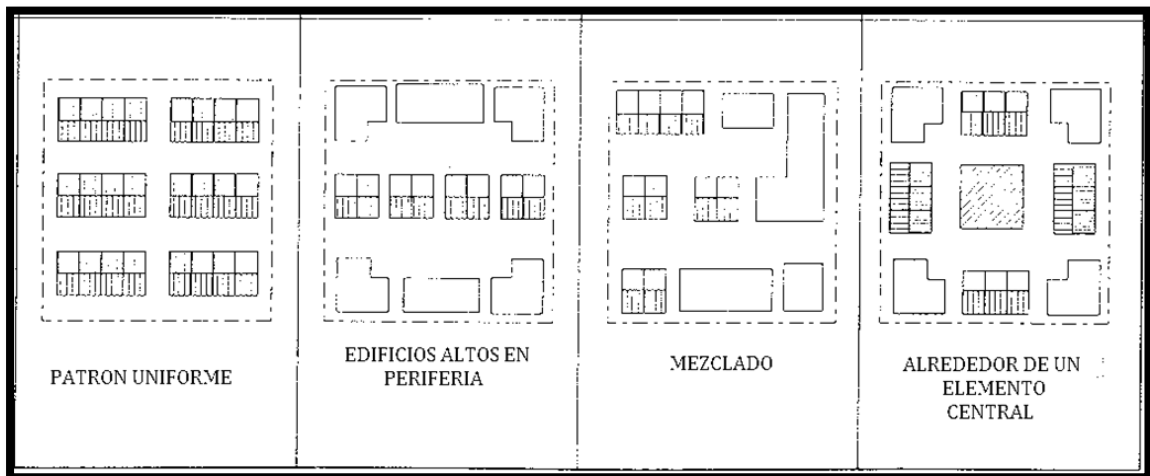 PATRON UNIFORME
EDIFICIOS ALTOS EN
PERIFERIA
MEZCLADO
ALREDEDOR DE UN
ELEMENTO
CENTRAL